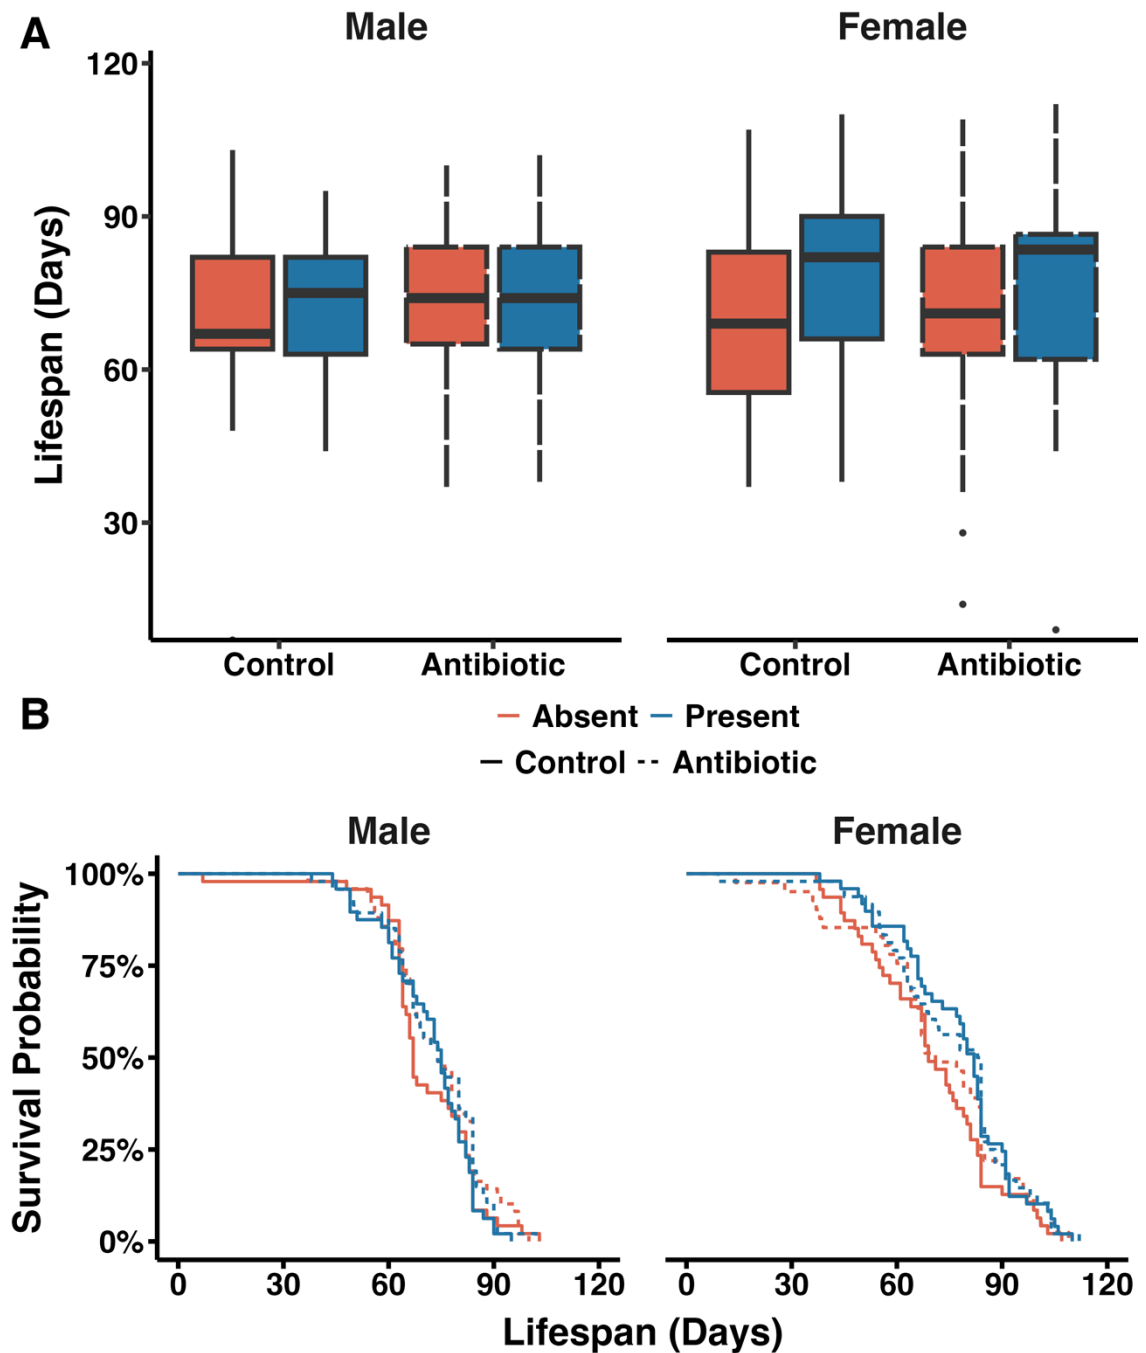 A
Male Female
120
90
60
30
Lifespan (Days)
Control Antibiotic Control Antibiotic
B
Absent Present
Control Antibiotic
Male Female
100%
75%
50%
25%
0%
Survival Probability
0 30 60 90 120 0 30 60 90 120
Lifespan (Days)